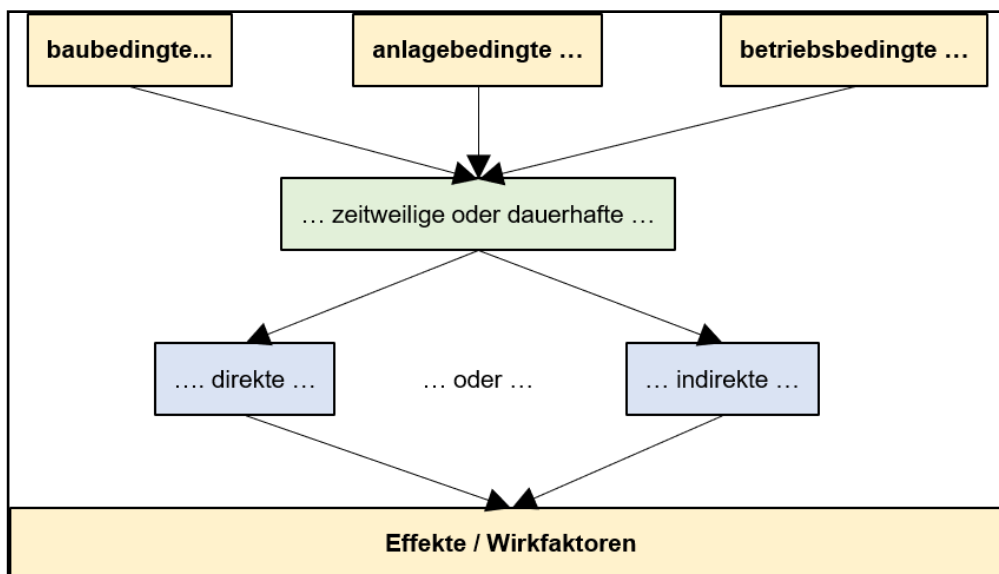 baubedingte...
anlagebedingte …
betriebsbedingte …
… zeitweilige oder dauerhafte …
…. direkte …
… oder …
… indirekte …
Effekte / Wirkfaktoren